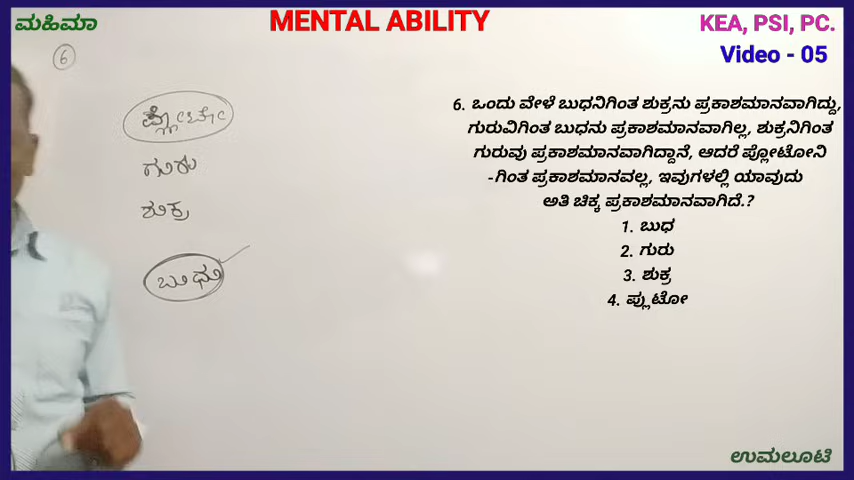 ಮಹಿಮಾ
MENTAL ABILITY
KEA, PSI, PC.
Video - 05
6
ಪ್ಲೋಟೋ
ಗುರು
ಶುಕ್ರ
ಬುಧ
6. ಒಂದು ವೇಳೆ ಬುಧನಿಗಿಂತ ಶುಕ್ರನು ಪ್ರಕಾಶಮಾನವಾಗಿದ್ದು,
ಗುರುವಿಗಿಂತ ಬುಧನು ಪ್ರಕಾಶಮಾನವಾಗಿಲ್ಲ, ಶುಕ್ರನಿಗಿಂತ
ಗುರುವು ಪ್ರಕಾಶಮಾನವಾಗಿದ್ದಾನೆ, ಆದರೆ ಪ್ಲೋಟೋನಿ
-ಗಿಂತ ಪ್ರಕಾಶಮಾನವಲ್ಲ, ಇವುಗಳಲ್ಲಿ ಯಾವುದು
ಅತಿ ಚಿಕ್ಕ ಪ್ರಕಾಶಮಾನವಾಗಿದೆ.?
1. ಬುಧ
2. ಗುರು
3. ಶುಕ್ರ
4. ಪ್ಲುಟೋ
ಉಮಲೂಟಿ